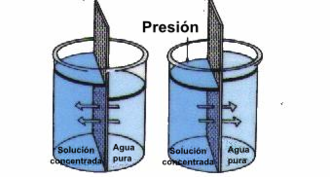 Presión
Solución
concentrada
Agua
pura
Solución
concentrada
Agua
pura